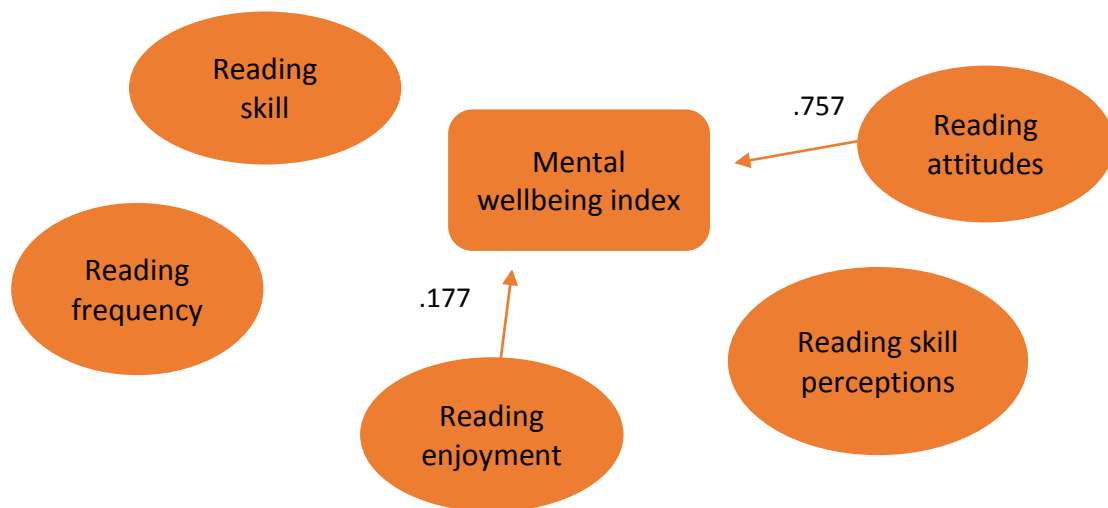 Reading
skill
.757
Reading
attitudes
Mental
wellbeing index
Reading
frequency
.177
Reading skill
perceptions
Reading
enjoyment